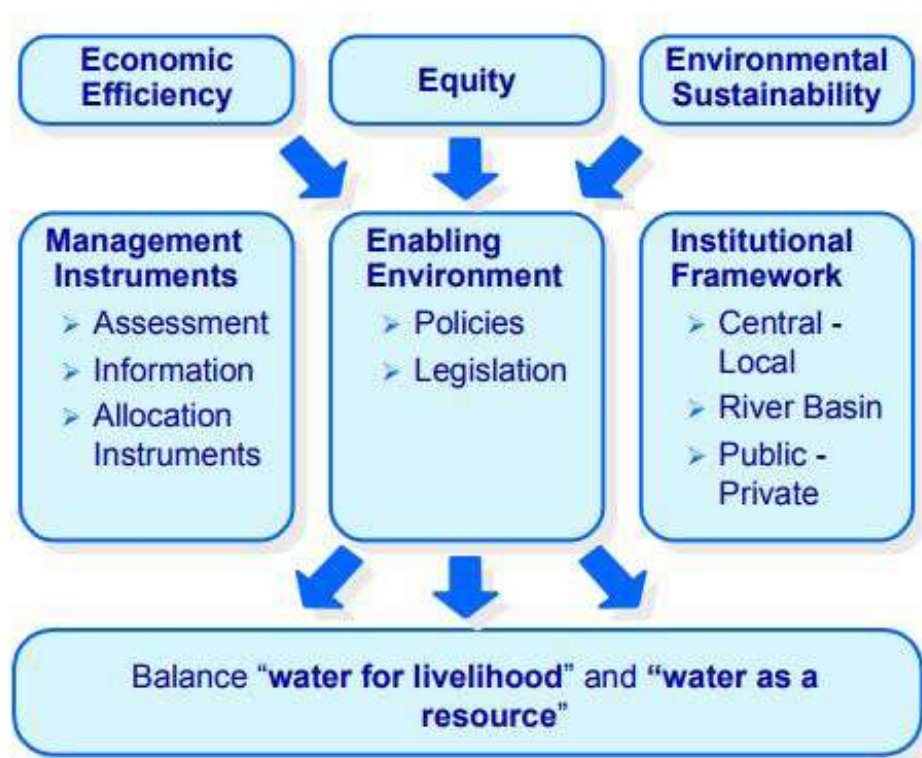 Economic
Efficiency
Equity
Environmental
Sustainability
Management
Instruments
➢ Assessment
➢ Information
➢ Allocation
Instruments
Enabling
Environment
➢ Policies
➢ Legislation
Institutional
Framework
➢ Central -
Local
➢ River Basin
➢ Public -
Private
Balance “water for livelihood” and “water as a
resource”